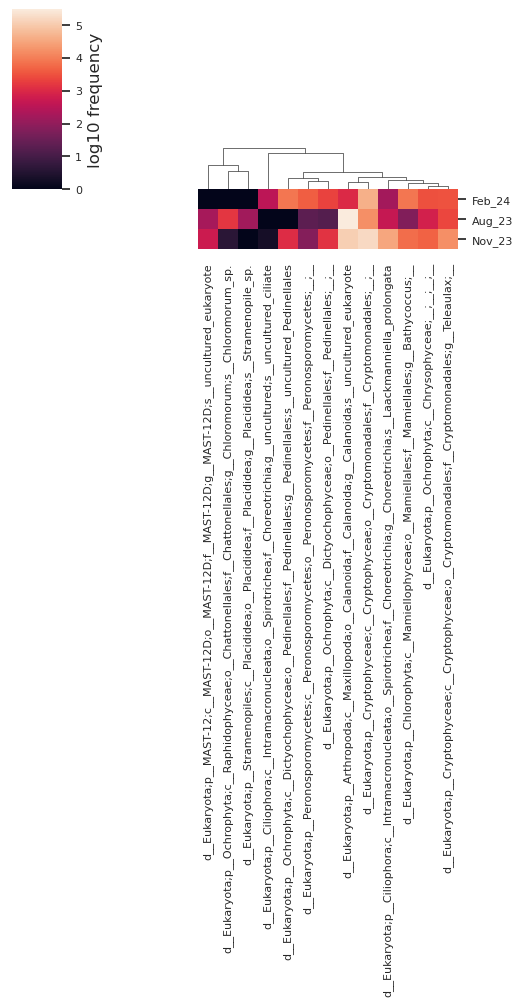 5
4
3
2
1
0
log10 frequency
Feb_24
Aug_23
Nov_23
d__Eukaryota;p__MAST-12;c__MAST-12D;o__MAST-12D;f__MAST-12D;g__MAST-12D;s__uncultured_eukaryote
d__Eukaryota;p__Ochrophyta;c__Raphidophyceae;o__Chattonellales;f__Chattonellales;g__Chloromorum;s__Chloromorum_sp.
d__Eukaryota;p__Stramenopiles;c__Placididea;o__Placididea;f__Placididea;g__Placididea;s__Stramenopile_sp.
d__Eukaryota;p__Ciliophora;c__Intramacronucleata;o__Spirotrichea;f__Choreotrichia;g__uncultured;s__uncultured_ciliate
d__Eukaryota;p__Ochrophyta;c__Dictyochophyceae;o__Pedinellales;f__Pedinellales;g__Pedinellales;s__uncultured_Pedinellales
d__Eukaryota;p__Peronosporomycetes;c__Peronosporomycetes;o__Peronosporomycetes;f__Peronosporomycetes;__;__
d__Eukaryota;p__Ochrophyta;c__Dictyochophyceae;o__Pedinellales;f__Pedinellales;__;__
d__Eukaryota;p__Arthropoda;c__Maxillopoda;o__Calanoida;f__Calanoida;g__Calanoida;s__uncultured_eukaryote
d__Eukaryota;p__Cryptophyceae;c__Cryptophyceae;o__Cryptomonadales;f__Cryptomonadales;__;__
d__Eukaryota;p__Ciliophora;c__Intramacronucleata;o__Spirotrichea;f__Choreotrichia;g__Choreotrichia;s__Laackmanniella_prolongata
d__Eukaryota;p__Chlorophyta;c__Mamiellophyceae;o__Mamiellales;f__Mamiellales;g__Bathycoccus;__
d__Eukaryota;p__Ochrophyta;c__Chrysophyceae;__;__;__;__
d__Eukaryota;p__Cryptophyceae;c__Cryptophyceae;o__Cryptomonadales;f__Cryptomonadales;g__Teleaulax;__